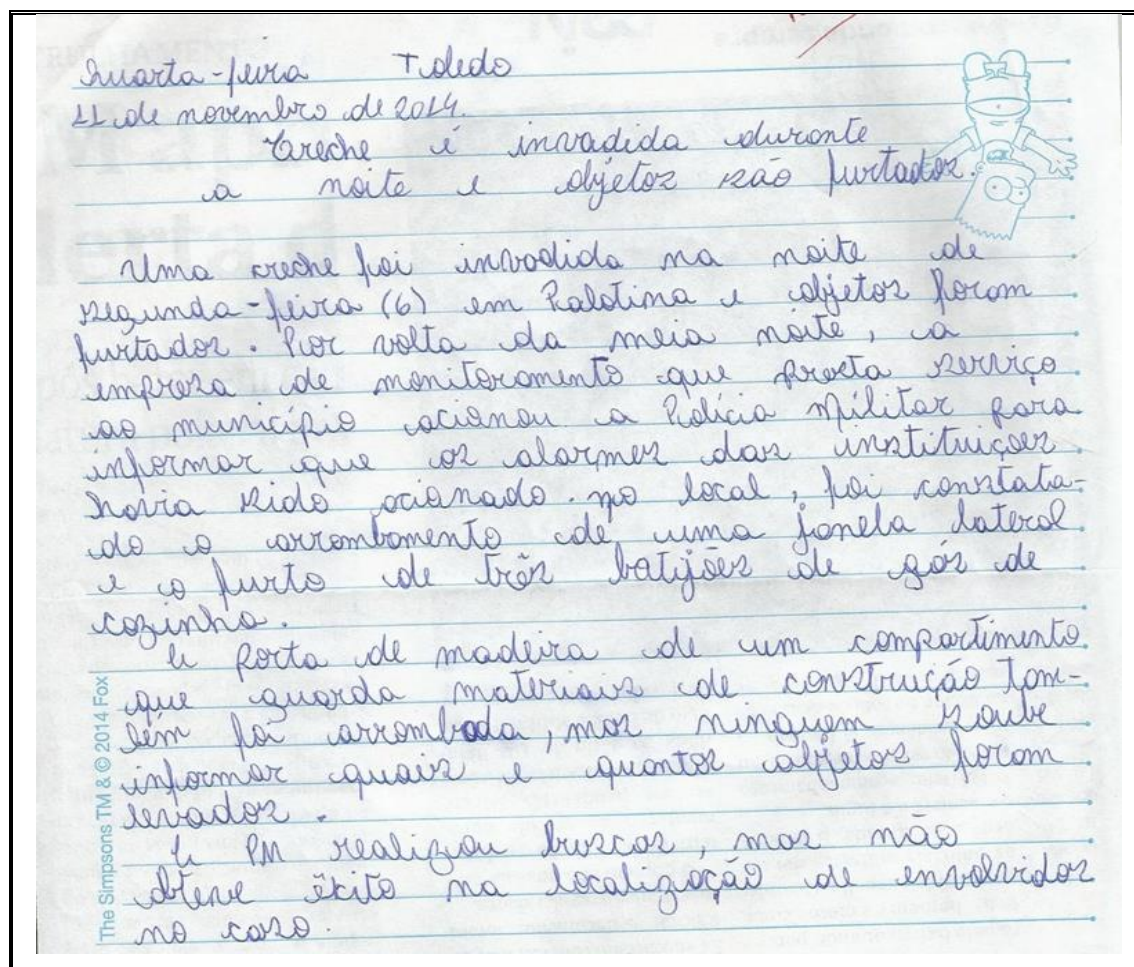 Quarta-feira Toledo
11 de novembro de 2014.
Creche é invadida durante
a noite e objetos são furtados.
Uma creche foi invadida na noite de
segunda-feira (6) em Palotina e objetos foram
furtados. Por volta da meia noite, a
empresa de monitoramento que presta serviço
ao município acionou a Polícia Militar para
informar que os alarmes das instituições
havia sido acionado. no local, foi constata-
do o arrombamento de uma janela lateral
e o furto de três botijões de gás de
cozinha.
A porta de madeira de um compartimento
que guarda materiais de construção tam-
bém foi arrombada, mas ninguem soube
informar quais e quantos objetos foram
levados.
A PM realizou buscas, mas não
obteve êxito na localização de envolvidos
no caso.
The Simpsons TM & © 2014 Fox